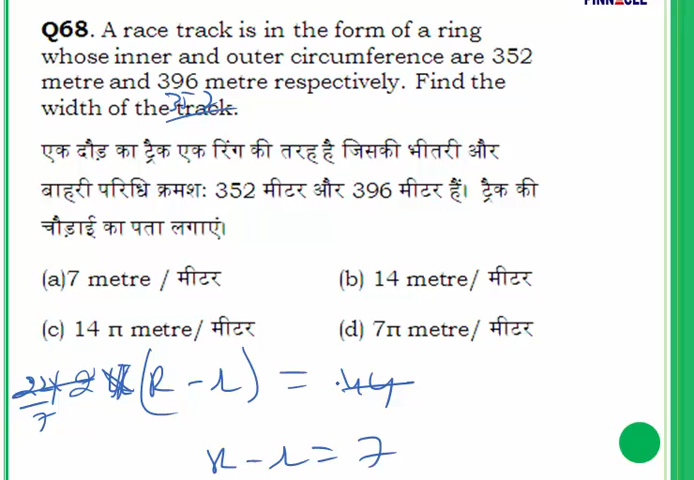 PINNACLE
Q68. A race track is in the form of a ring
whose inner and outer circumference are 352
metre and 396 metre respectively. Find the
width of the track.
एक दौड़ का ट्रैक एक रिंग की तरह है जिसकी भीतरी और
बाहरी परिधि क्रमशः 352 मीटर और 396 मीटर हैं। ट्रैक की
चौड़ाई का पता लगाएं।
(a)7 metre / मीटर (b) 14 metre/ मीटर
(c) 14 π metre/ मीटर (d) 7π metre/ मीटर
(R - r) = 44
r - r = 7